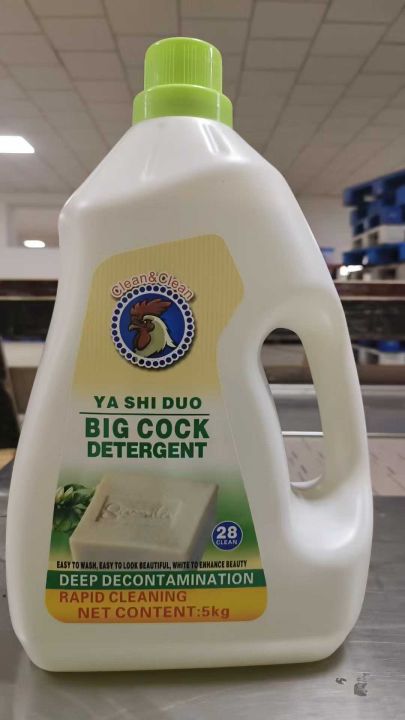 Clean&Clean
YA SHI DUO
BIG COCK
DETERGENT
28
CLEAN
EASY TO WASH, EASY TO LOOK BEAUTIFUL, WHITE TO ENHANCE BEAUTY
DEEP DECONTAMINATION
RAPID CLEANING
NET CONTENT:5kg